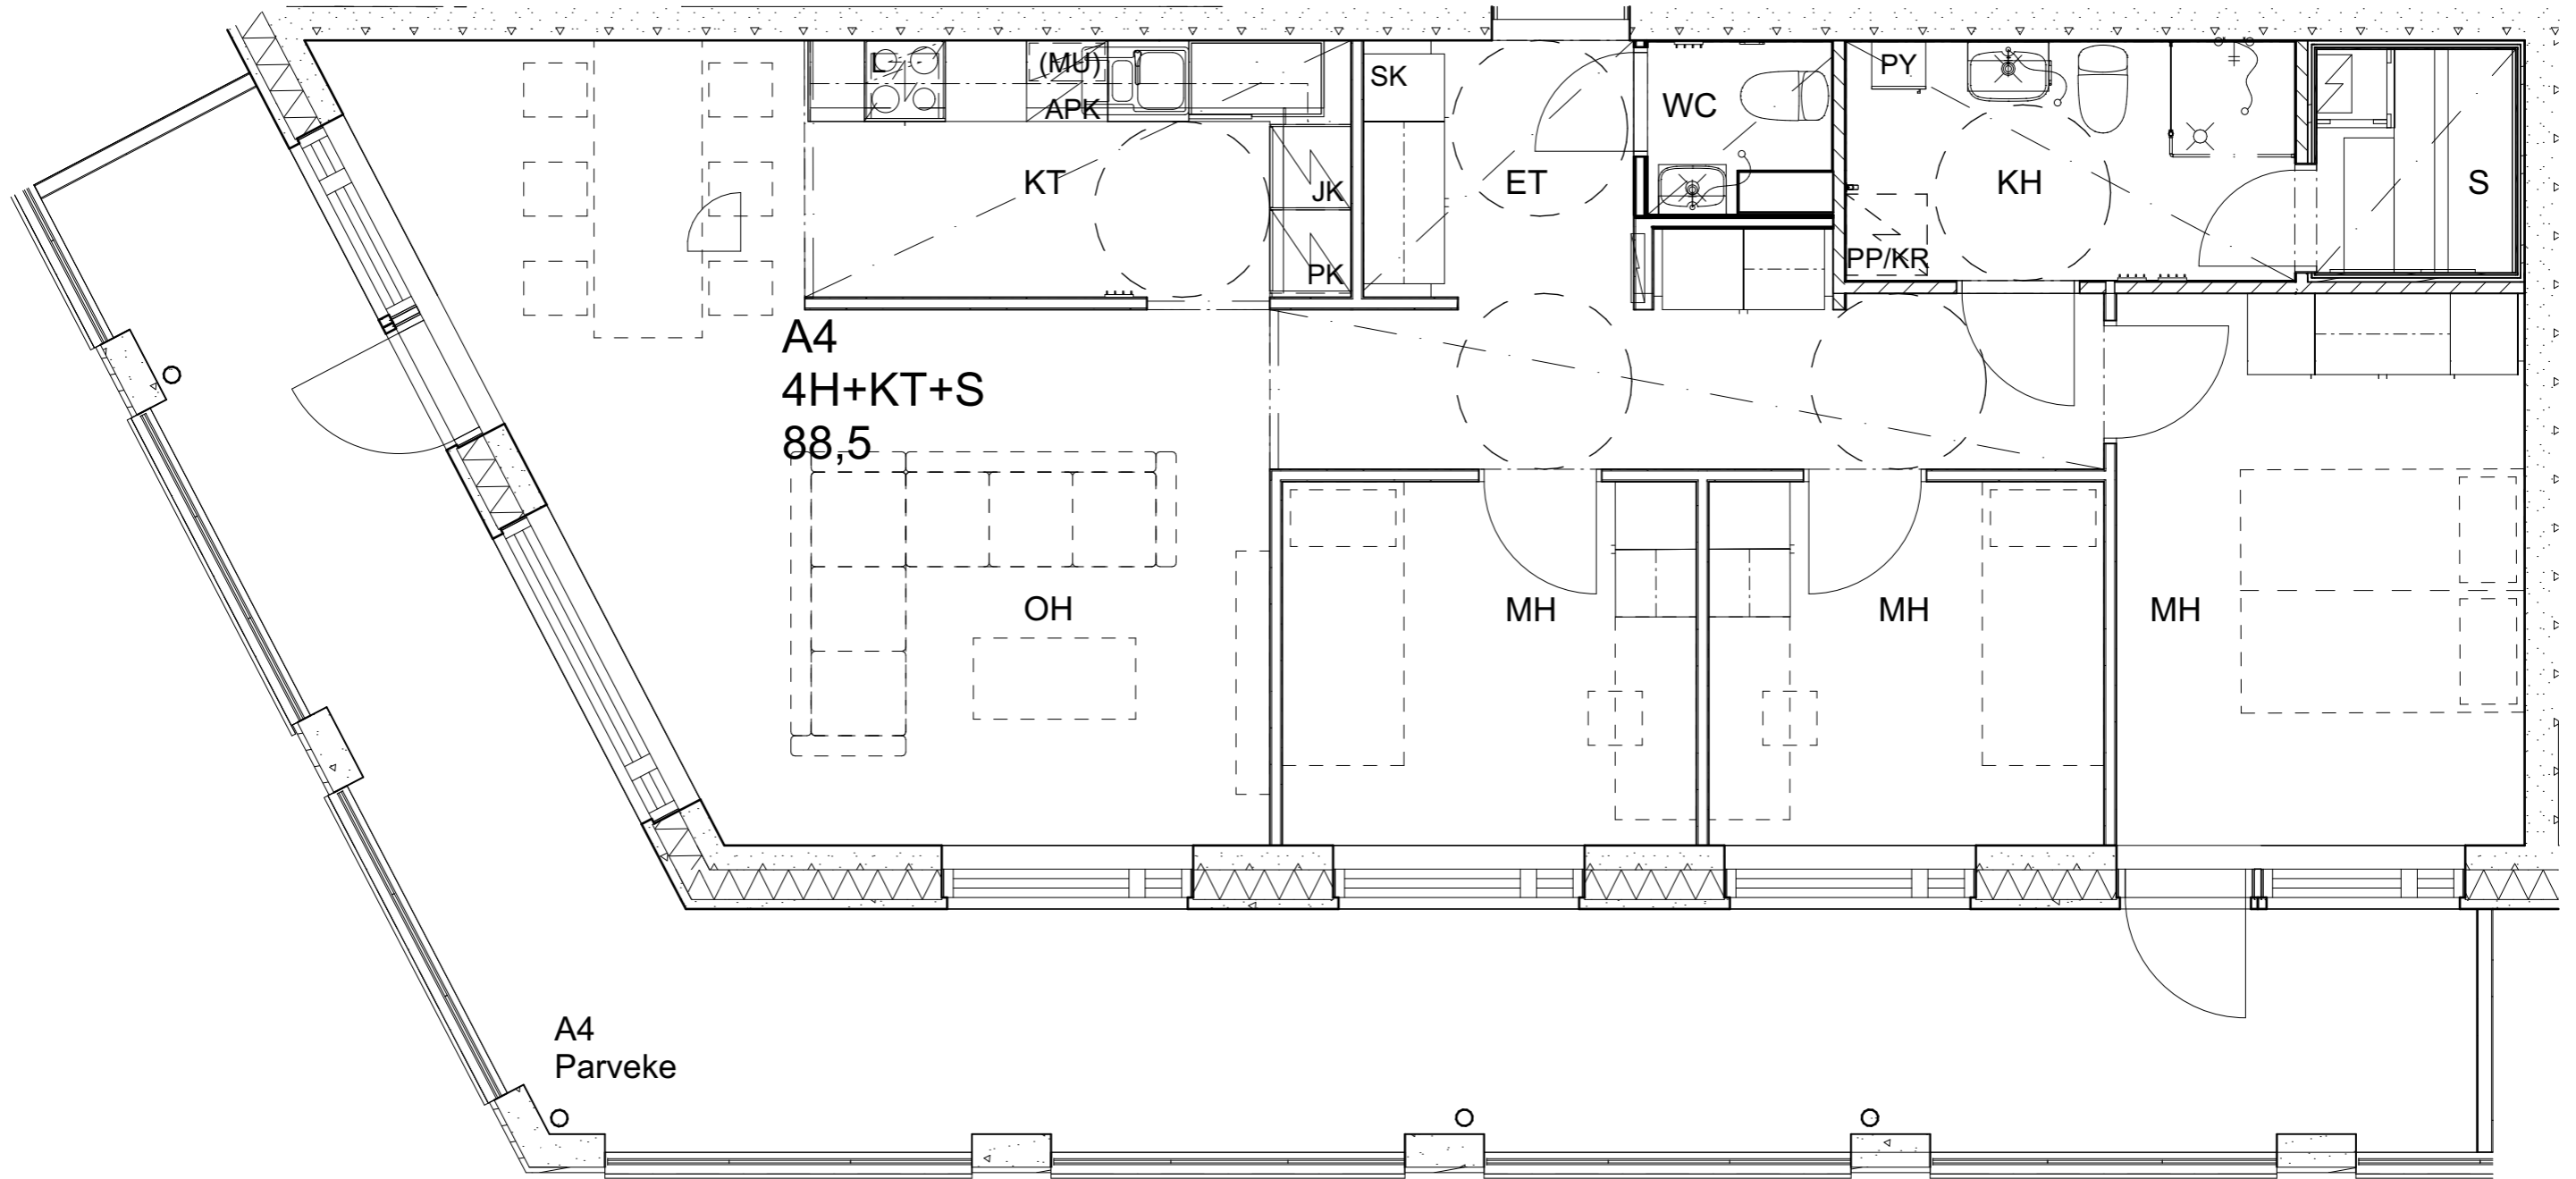 L
(MU)
APK
SK
WC
PY
KT
JK
ET
KH
S
PK
PP/KR
A4
4H+KT+S
88,5
OH
MH
MH
MH
A4
Parveke